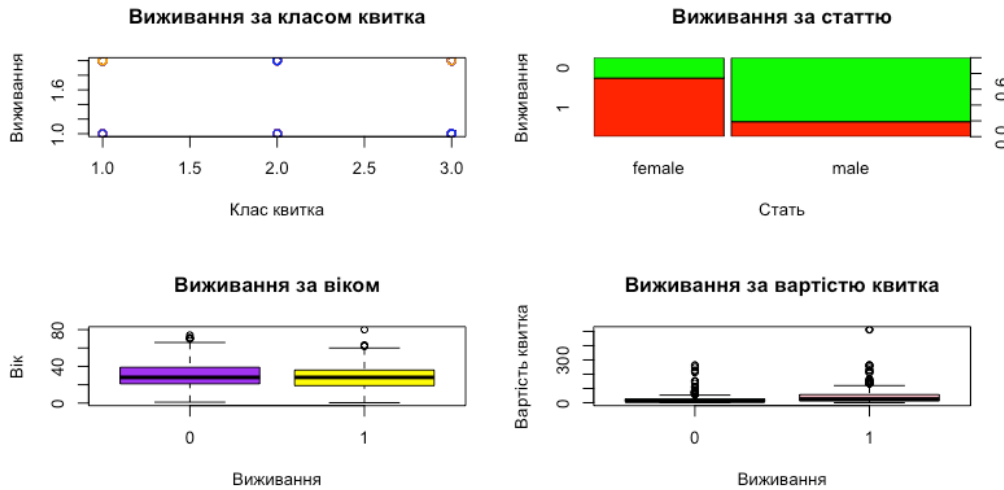 Виживання за класом квитка
Виживання
1.0 1.6
1.0 1.5 2.0 2.5 3.0
Клас квитка
Виживання за статтю
Виживання
1 0
0.0 0.6
female male
Стать
Виживання за віком
Вік
0 40 80
0 1
Виживання
Виживання за вартістю квитка
Вартість квитка
0 300
0 1
Виживання